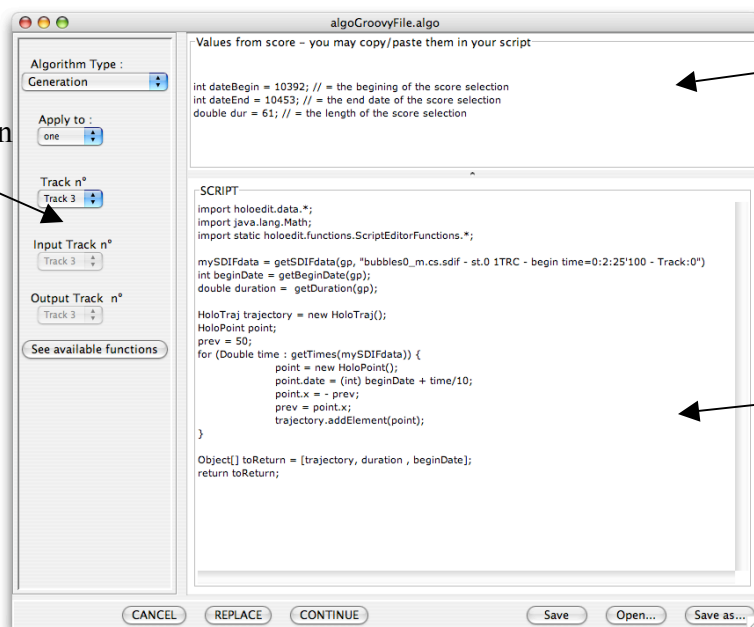 algoGroovyFile.algo
Algorithm Type :
Generation
Apply to :
n
one
Track n°
Track 3
Input Track n°
Track 3
Output Track n°
Track 3
See available functions
Values from score - you may copy/paste them in your script
int dateBegin = 10392; // = the begining of the score selection
int dateEnd = 10453; // = the end date of the score selection
double dur = 61; // = the length of the score selection
SCRIPT
import holoedit.data.*;
import java.lang.Math;
import static holoedit.functions.ScriptEditorFunctions.*;
mySDIFdata = getSDIFdata(gp, "bubbles0_m.cs.sdif - st.0 1TRC - begin time=0:2:25'100 - Track:0")
int beginDate = getBeginDate(gp);
double duration = getDuration(gp);
HoloTraj trajectory = new HoloTraj();
HoloPoint point;
prev = 50;
for (Double time : getTimes(mySDIFdata)) {
point = new HoloPoint();
point.date = (int) beginDate + time/10;
point.x = - prev;
prev = point.x;
trajectory.addElement(point);
}
Object[] toReturn = [trajectory, duration , beginDate];
return toReturn;
CANCEL
REPLACE
CONTINUE
Save
Open...
Save as...